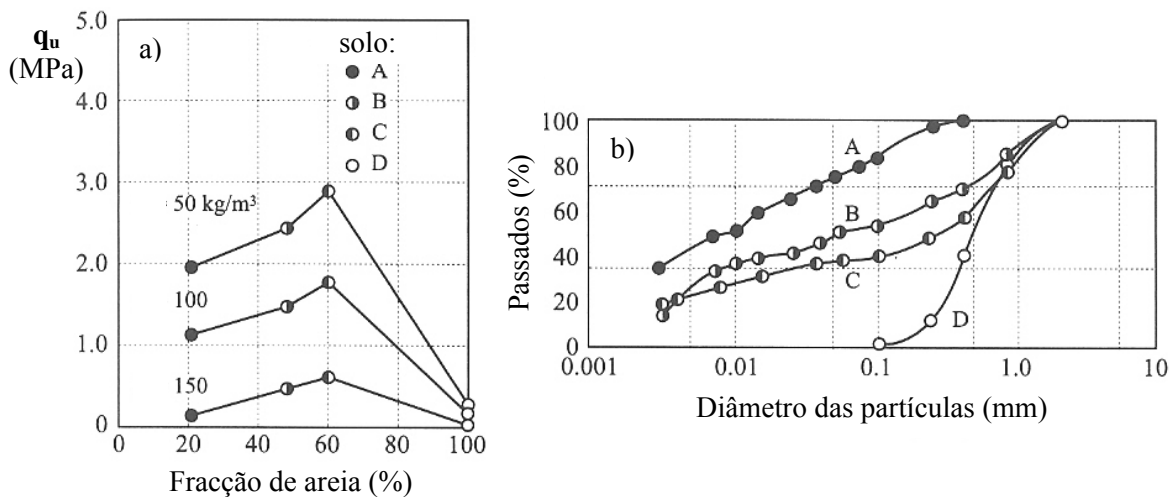 5.0
qu
(MPa)
a)
solo:
A
B
C
D
4.0
3.0
50 kg/m³
2.0
100
1.0
150
0
0 20 40 60 80 100
Fracção de areia (%)
b)
100
80
60
40
20
0
Passados (%)
A
B
C
D
0.001 0.01 0.1 1.0 10
Diâmetro das partículas (mm)